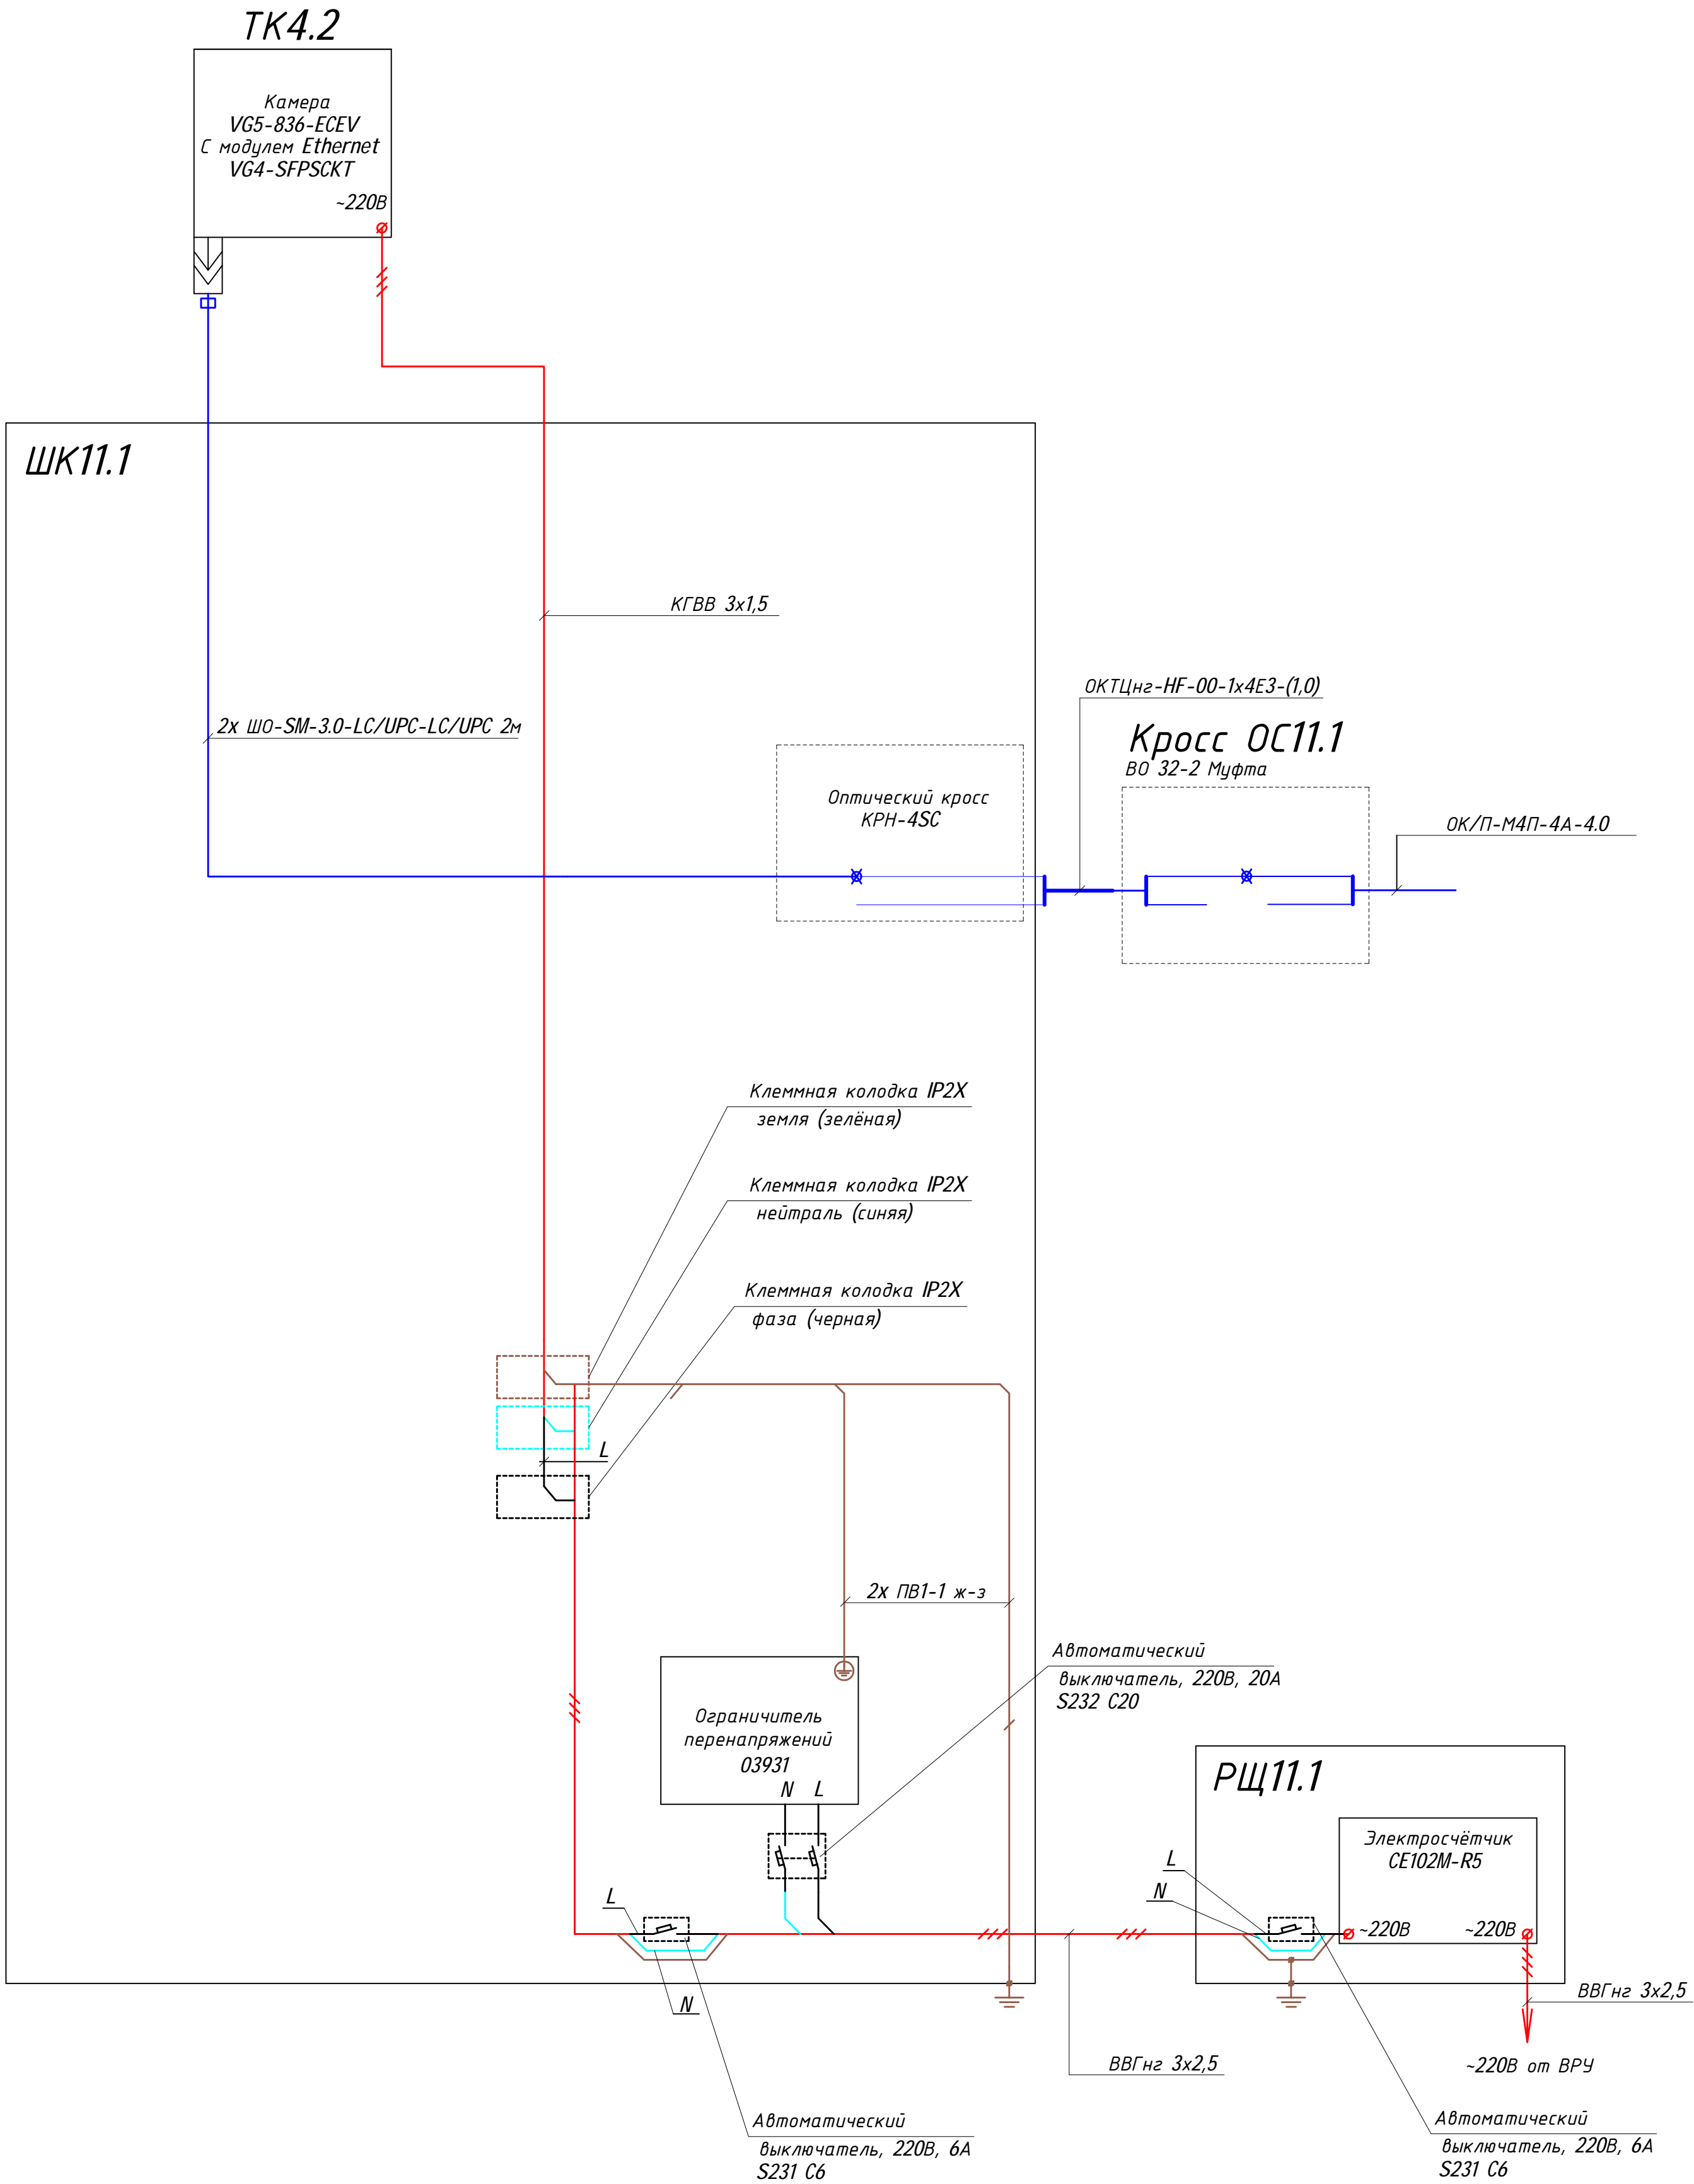 ТК4.2
Камера
VG5-836-ECEV
С модулем Ethernet
VG4-SFPSCKT
~220В
ШК11.1
КГВВ 3х1,5
2х ШО-SM-3.0-LC/UPC-LC/UPC 2м
ОКТЦнг-HF-00-1х4Е3-(1,0)
Кросс ОС11.1
ВО 32-2 Муфта
Оптический кросс
КРН-4SC
ОК/П-М4П-4А-4.0
Клеммная колодка IP2X
земля (зелёная)
Клеммная колодка IP2X
нейтраль (синяя)
Клеммная колодка IP2X
фаза (черная)
L
2х ПВ1-1 ж-з
Автоматический
выключатель, 220В, 20А
S232 C20
Ограничитель
перенапряжений
03931
N L
РЩ11.1
Электросчётчик
СЕ102М-R5
~220В ~220В
L
N
L
N
ВВГнг 3х2,5
ВВГнг 3х2,5
~220В от ВРУ
Автоматический
выключатель, 220В, 6А
S231 C6
Автоматический
выключатель, 220В, 6А
S231 C6